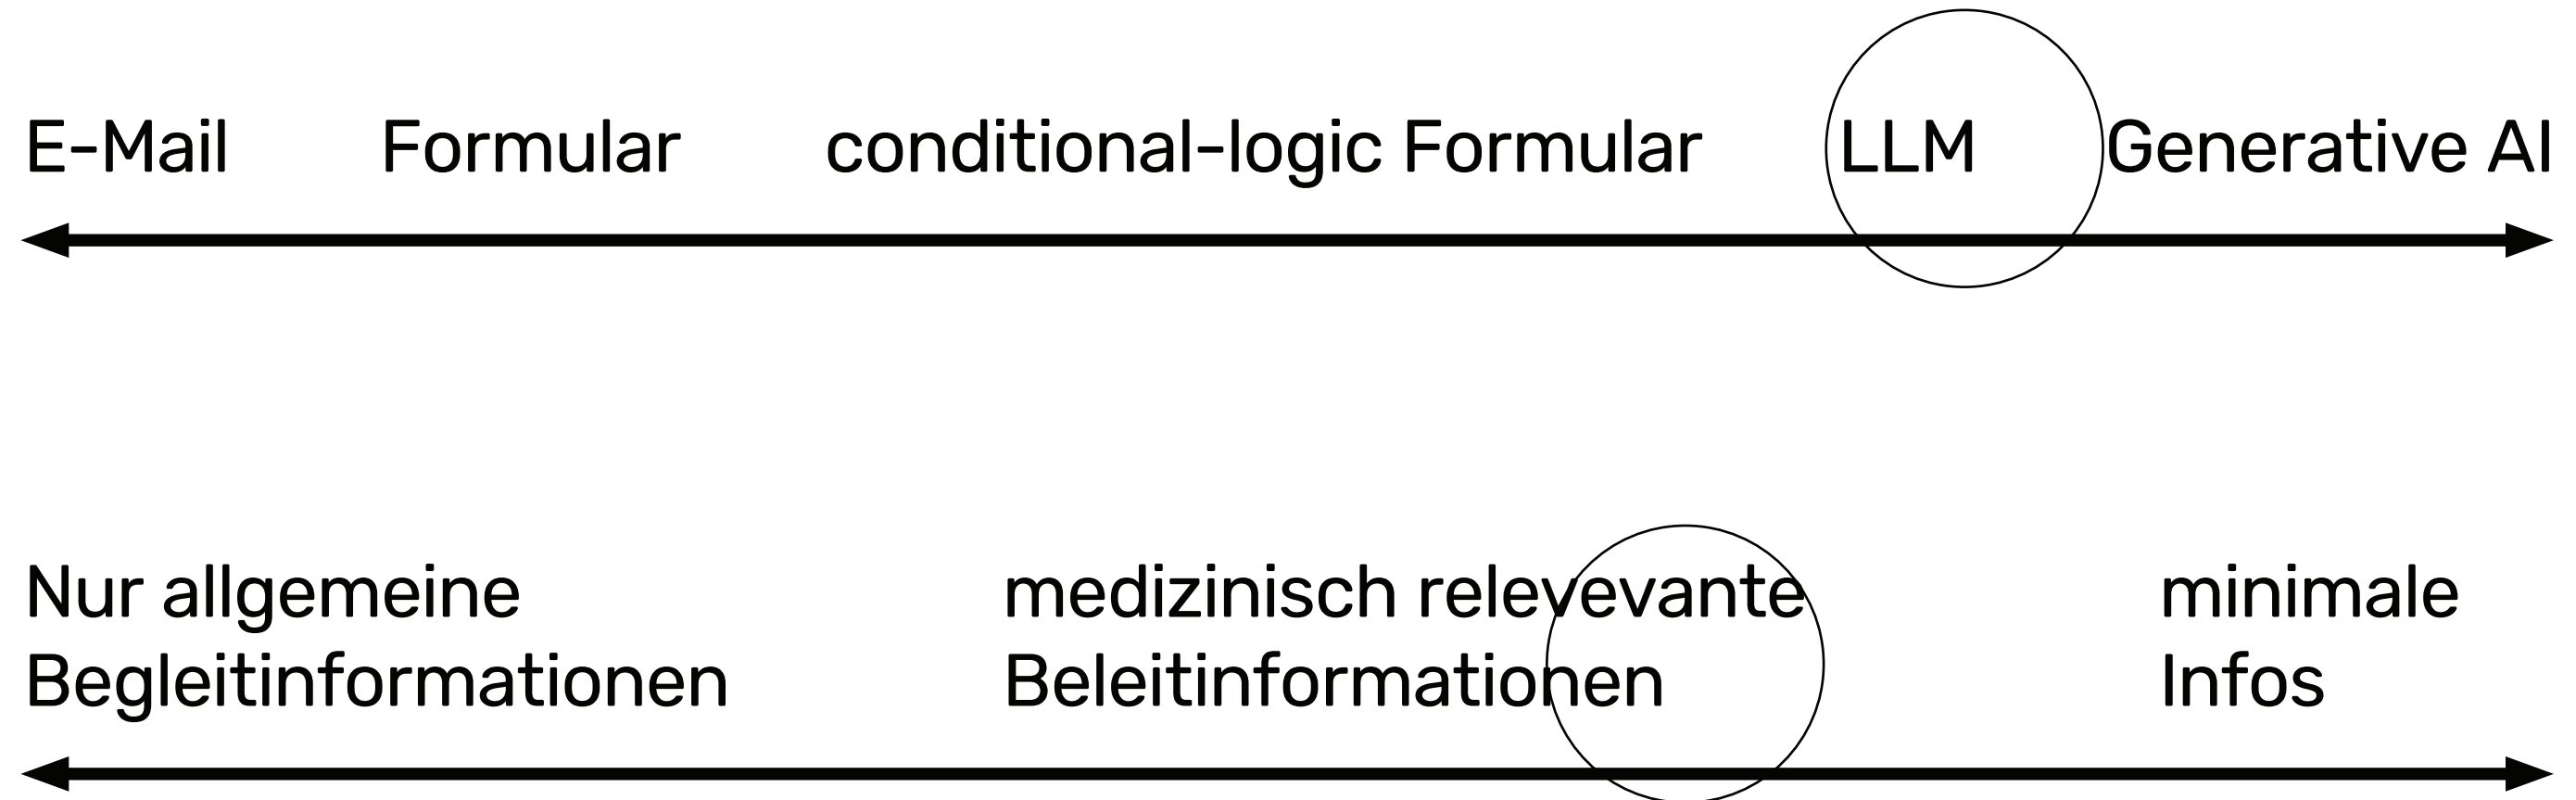 E-Mail Formular conditional-logic Formular LLM Generative AI
Nur allgemeine medizinisch relevevante minimale
Begleitinformationen Beleitinformationen Infos